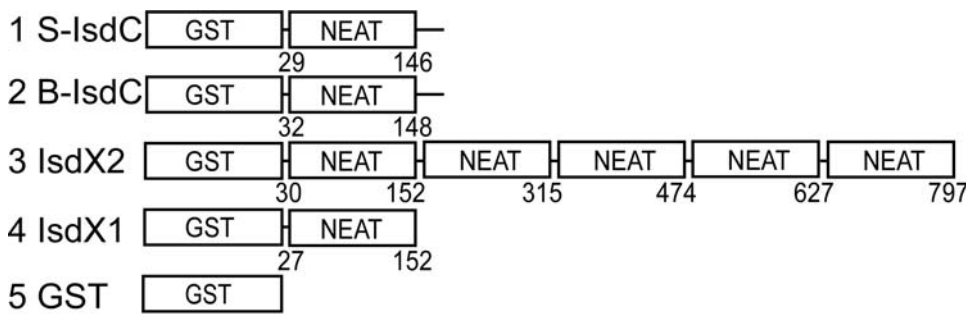 1 S-IsdC GST NEAT
29 146
2 B-IsdC GST NEAT
32 148
3 IsdX2 GST NEAT NEAT NEAT NEAT NEAT
30 152 315 474 627 797
4 IsdX1 GST NEAT
27 152
5 GST GST